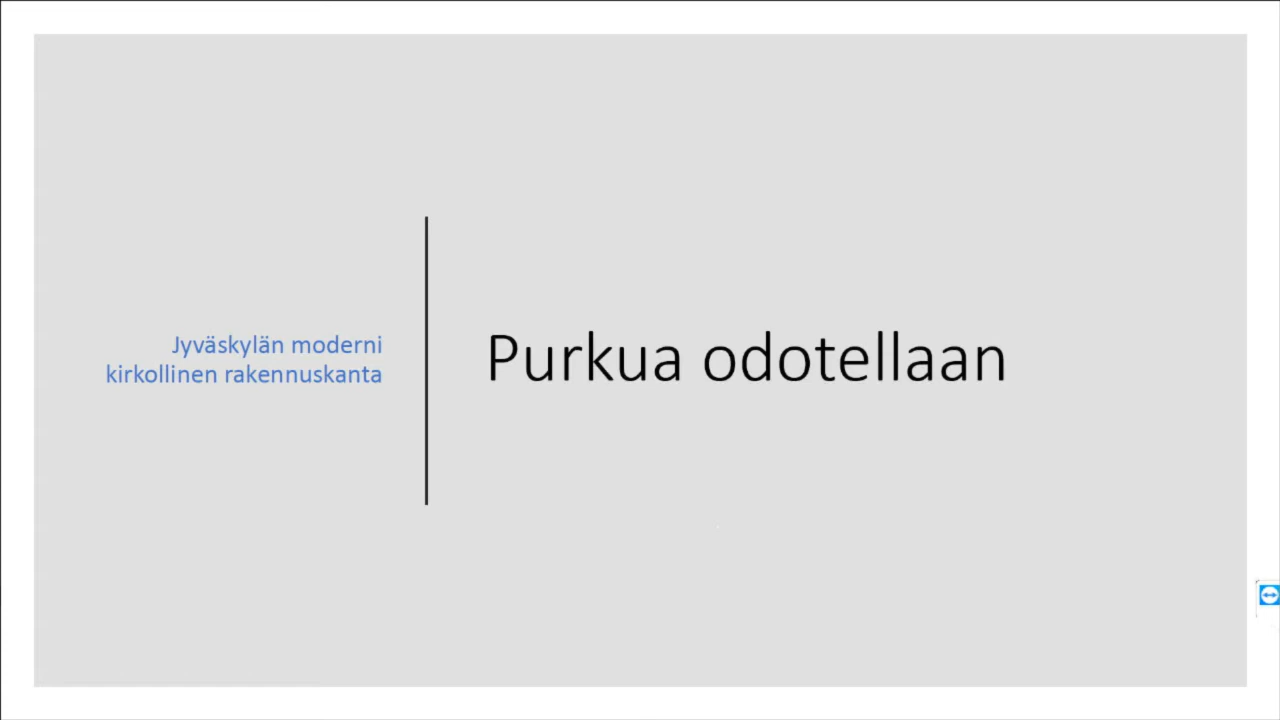 Jyväskylän moderni
kirkollinen rakennuskanta
Purkua odotellaan